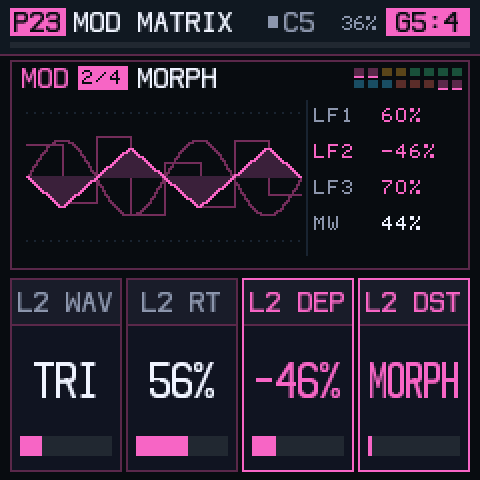 P23 MOD MATRIX C5 36% G5:4
MOD 2/4 MORPH
LF1 60%
LF2 -46%
LF3 70%
MW 44%
L2 WAV L2 RT L2 DEP L2 DST
TRI 56% -46% MORPH